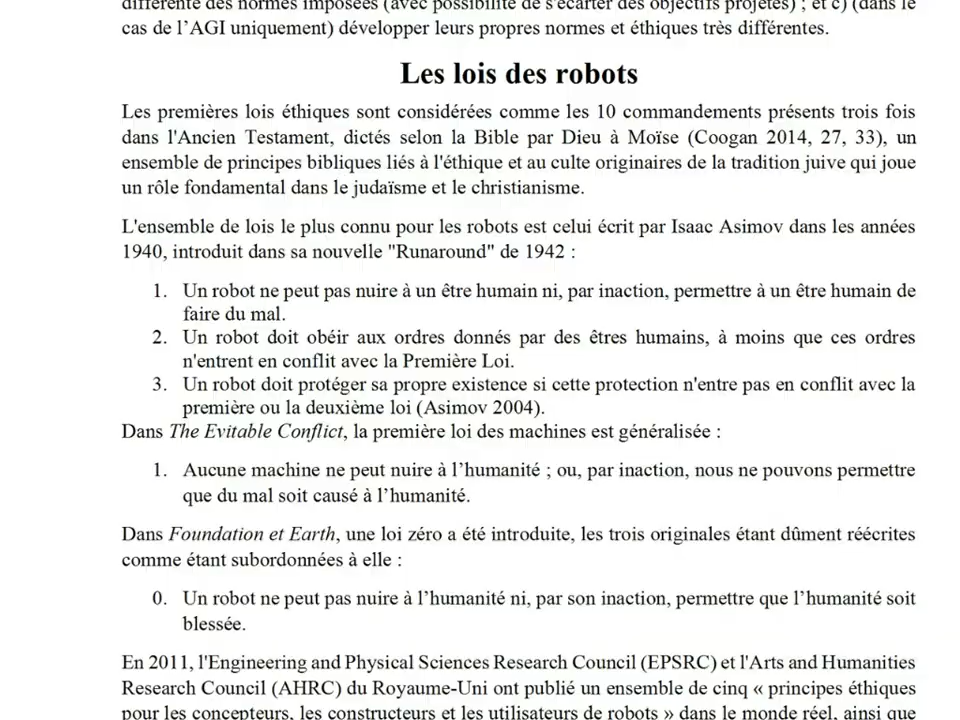 différente des normes imposées (avec possibilité de s'écarter des objectifs projetés) ; et c) (dans le
cas de l'AGI uniquement) développer leurs propres normes et éthiques très différentes.
Les lois des robots
Les premières lois éthiques sont considérées comme les 10 commandements présents trois fois
dans l'Ancien Testament, dictés selon la Bible par Dieu à Moïse (Coogan 2014, 27, 33), un
ensemble de principes bibliques liés à l'éthique et au culte originaires de la tradition juive qui joue
un rôle fondamental dans le judaïsme et le christianisme.
L'ensemble de lois le plus connu pour les robots est celui écrit par Isaac Asimov dans les années
1940, introduit dans sa nouvelle "Runaround" de 1942 :
1. Un robot ne peut pas nuire à un être humain ni, par inaction, permettre à un être humain de
faire du mal.
2. Un robot doit obéir aux ordres donnés par des êtres humains, à moins que ces ordres
n'entrent en conflit avec la Première Loi.
3. Un robot doit protéger sa propre existence si cette protection n'entre pas en conflit avec la
première ou la deuxième loi (Asimov 2004).
Dans The Evitable Conflict, la première loi des machines est généralisée :
1. Aucune machine ne peut nuire à l'humanité ; ou, par inaction, nous ne pouvons permettre
que du mal soit causé à l'humanité.
Dans Foundation et Earth, une loi zéro a été introduite, les trois originales étant dûment réécrites
comme étant subordonnées à elle :
0. Un robot ne peut pas nuire à l'humanité ni, par son inaction, permettre que l'humanité soit
blessée.
En 2011, l'Engineering and Physical Sciences Research Council (EPSRC) et l'Arts and Humanities
Research Council (AHRC) du Royaume-Uni ont publié un ensemble de cinq « principes éthiques
pour les concepteurs, les constructeurs et les utilisateurs de robots » dans le monde réel, ainsi que